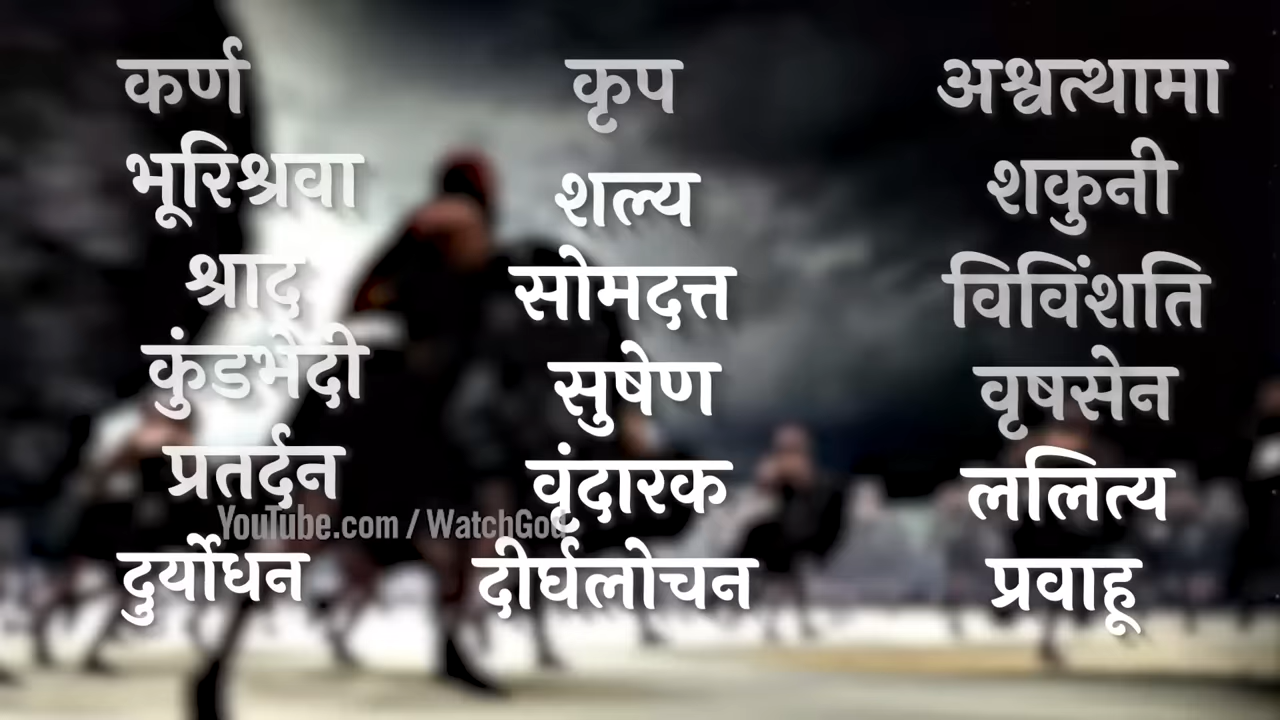 कर्ण कृप अश्वत्थामा
भूरिश्रवा शल्य शकुनी
श्राद सोमदत्त विविंशति
कुंडभेदी सुषेण वृषसेन
प्रतर्दन वृंदारक ललित्य
YouTube.com / WatchGod
दुर्योधन दीर्घलोचन प्रवाहू